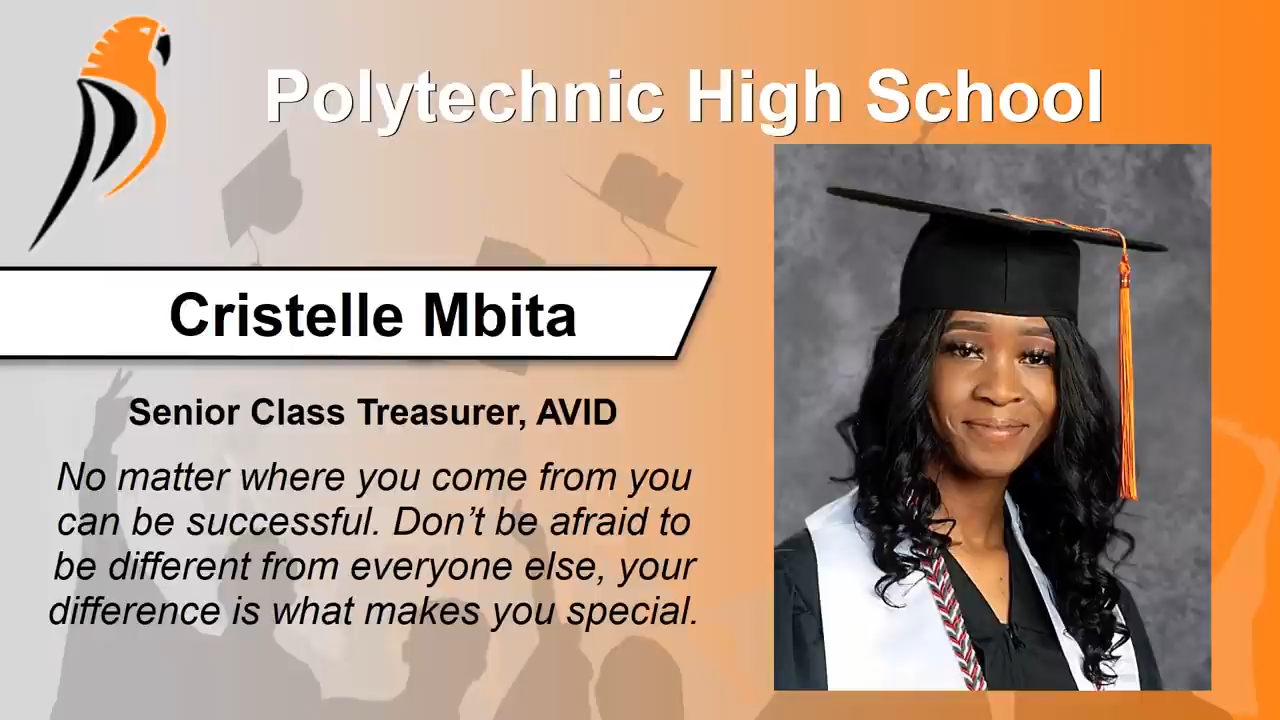 Polytechnic High School
Cristelle Mbita
Senior Class Treasurer, AVID
No matter where you come from you
can be successful. Don’t be afraid to
be different from everyone else, your
difference is what makes you special.